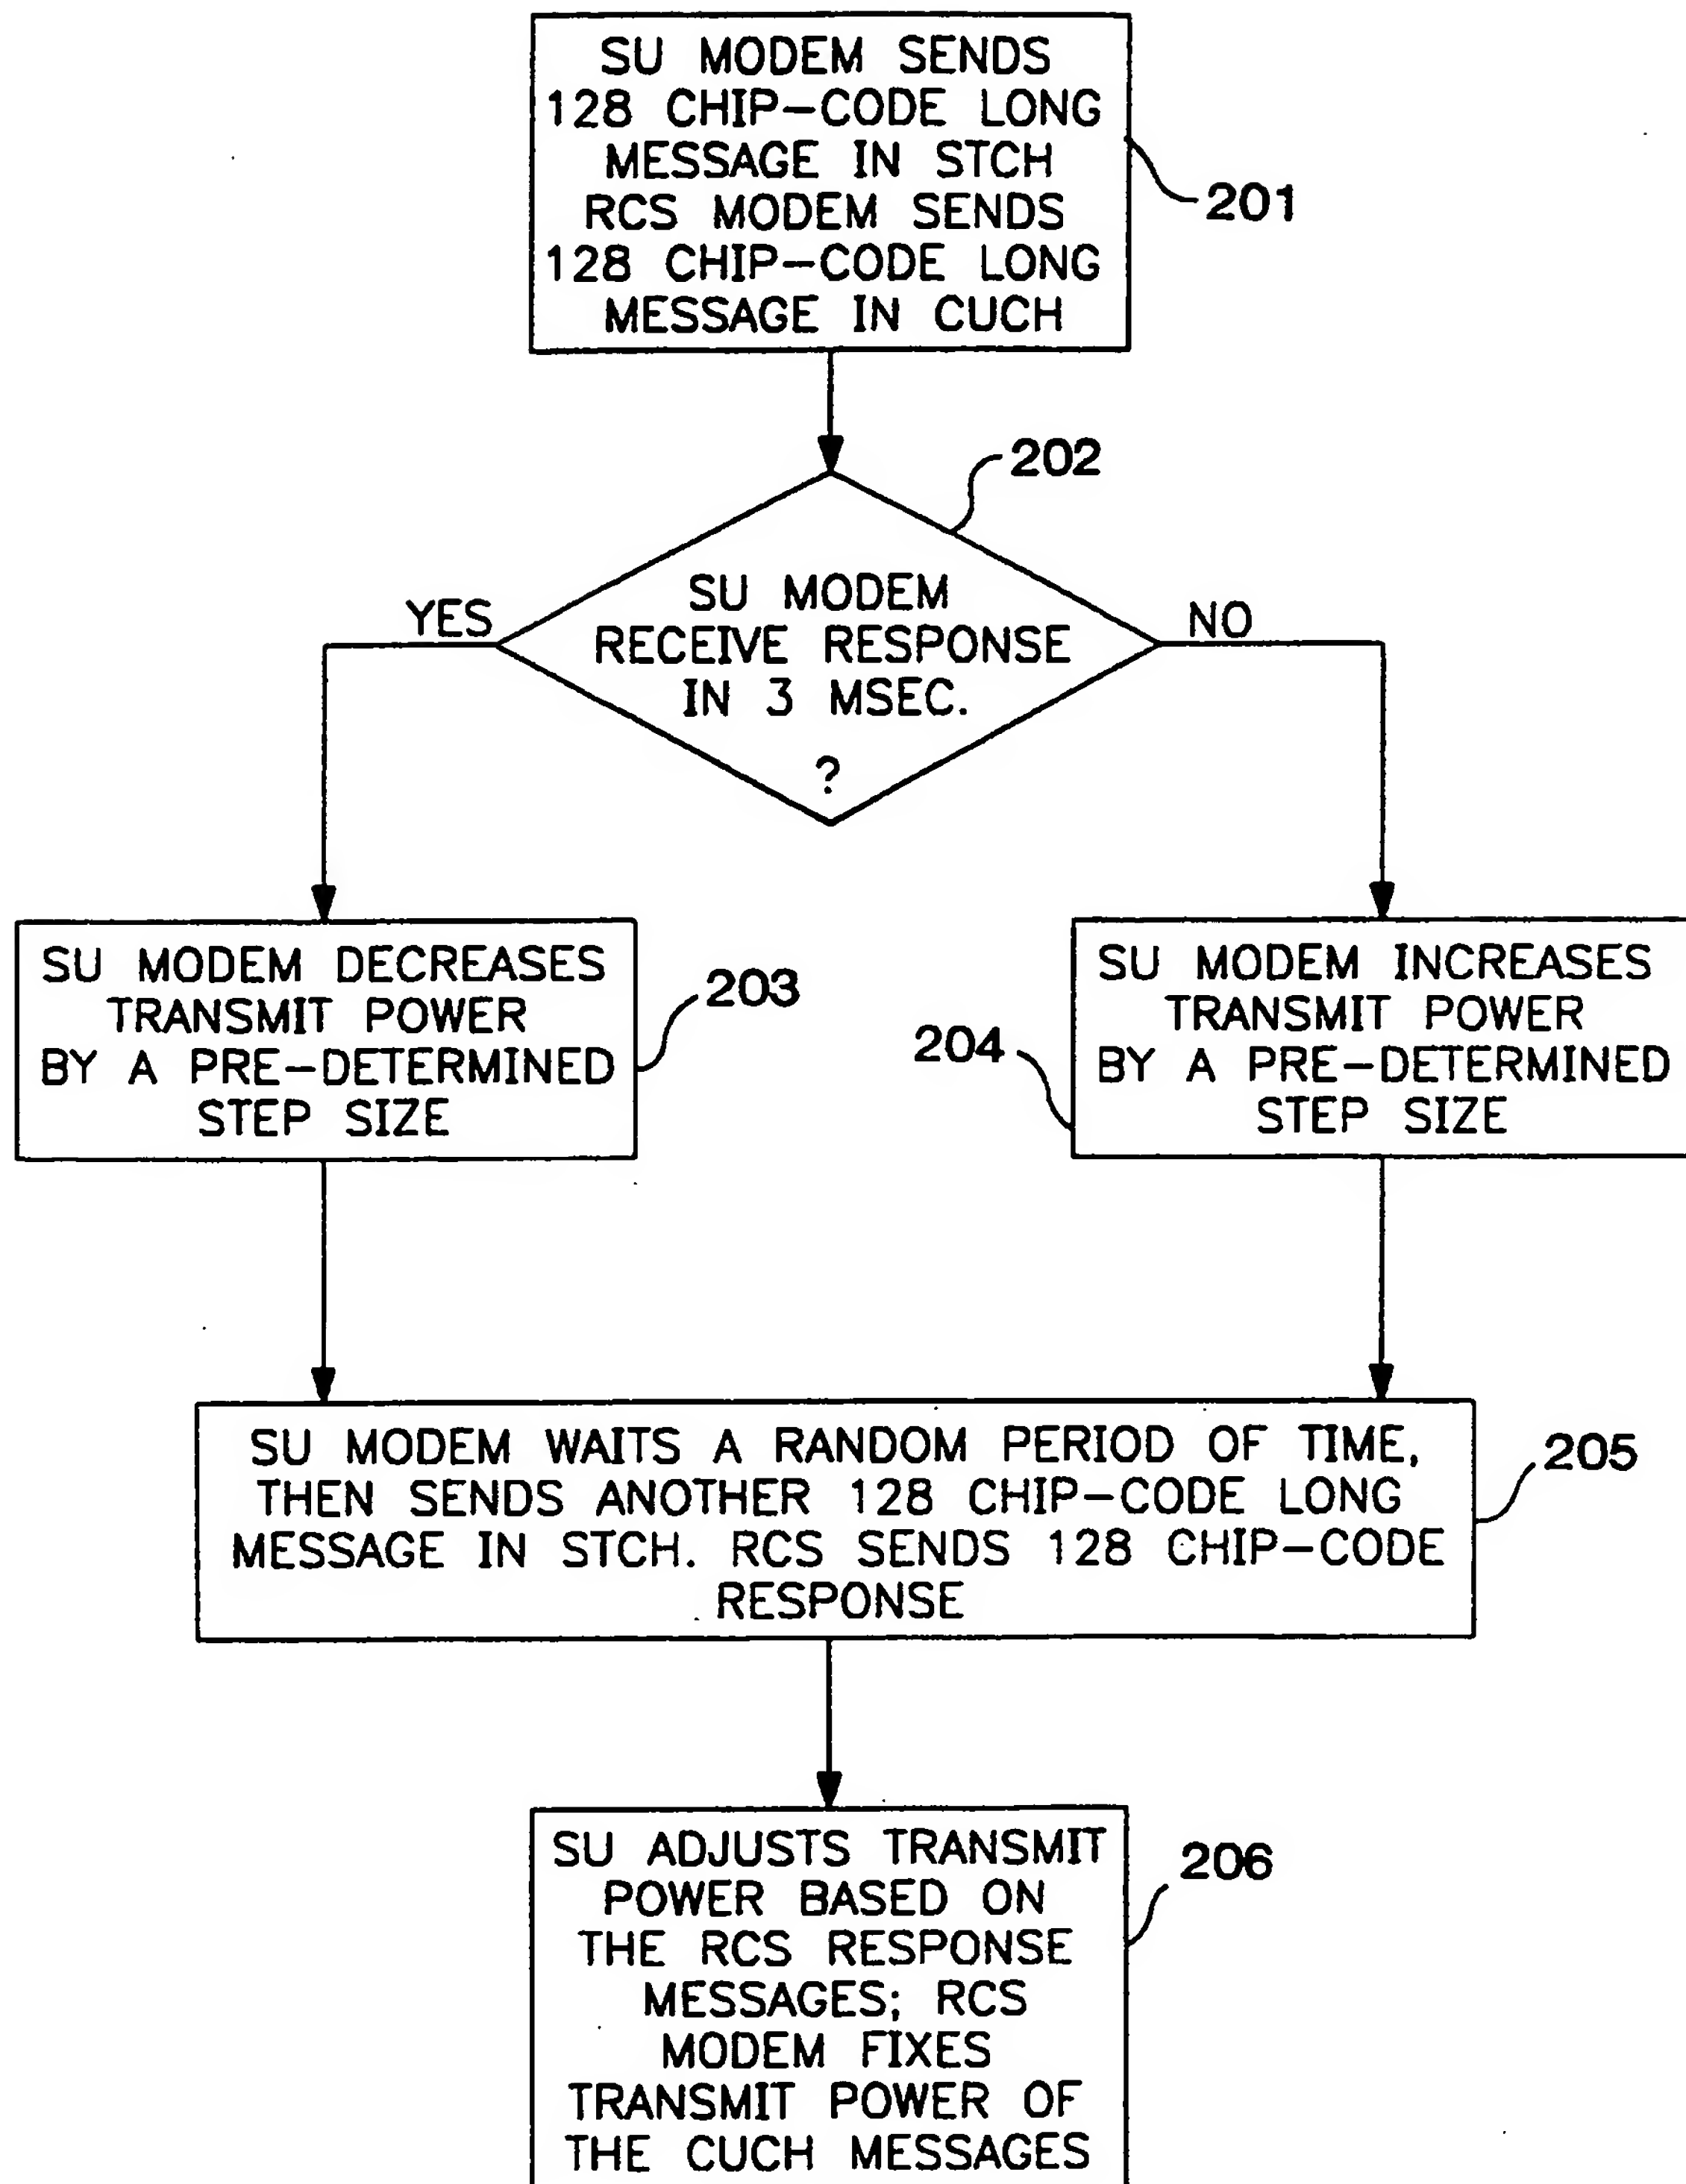 SU MODEM SENDS
128 CHIP-CODE LONG
MESSAGE IN STCH
RCS MODEM SENDS
128 CHIP-CODE LONG
MESSAGE IN CUCH
201
202
SU MODEM
RECEIVE RESPONSE
IN 3 MSEC.
?
YES
NO
SU MODEM DECREASES
TRANSMIT POWER
BY A PRE-DETERMINED
STEP SIZE
203
SU MODEM INCREASES
TRANSMIT POWER
BY A PRE-DETERMINED
STEP SIZE
204
SU MODEM WAITS A RANDOM PERIOD OF TIME,
THEN SENDS ANOTHER 128 CHIP-CODE LONG
MESSAGE IN STCH. RCS SENDS 128 CHIP-CODE
RESPONSE
205
SU ADJUSTS TRANSMIT
POWER BASED ON
THE RCS RESPONSE
MESSAGES; RCS
MODEM FIXES
TRANSMIT POWER OF
THE CUCH MESSAGES
206